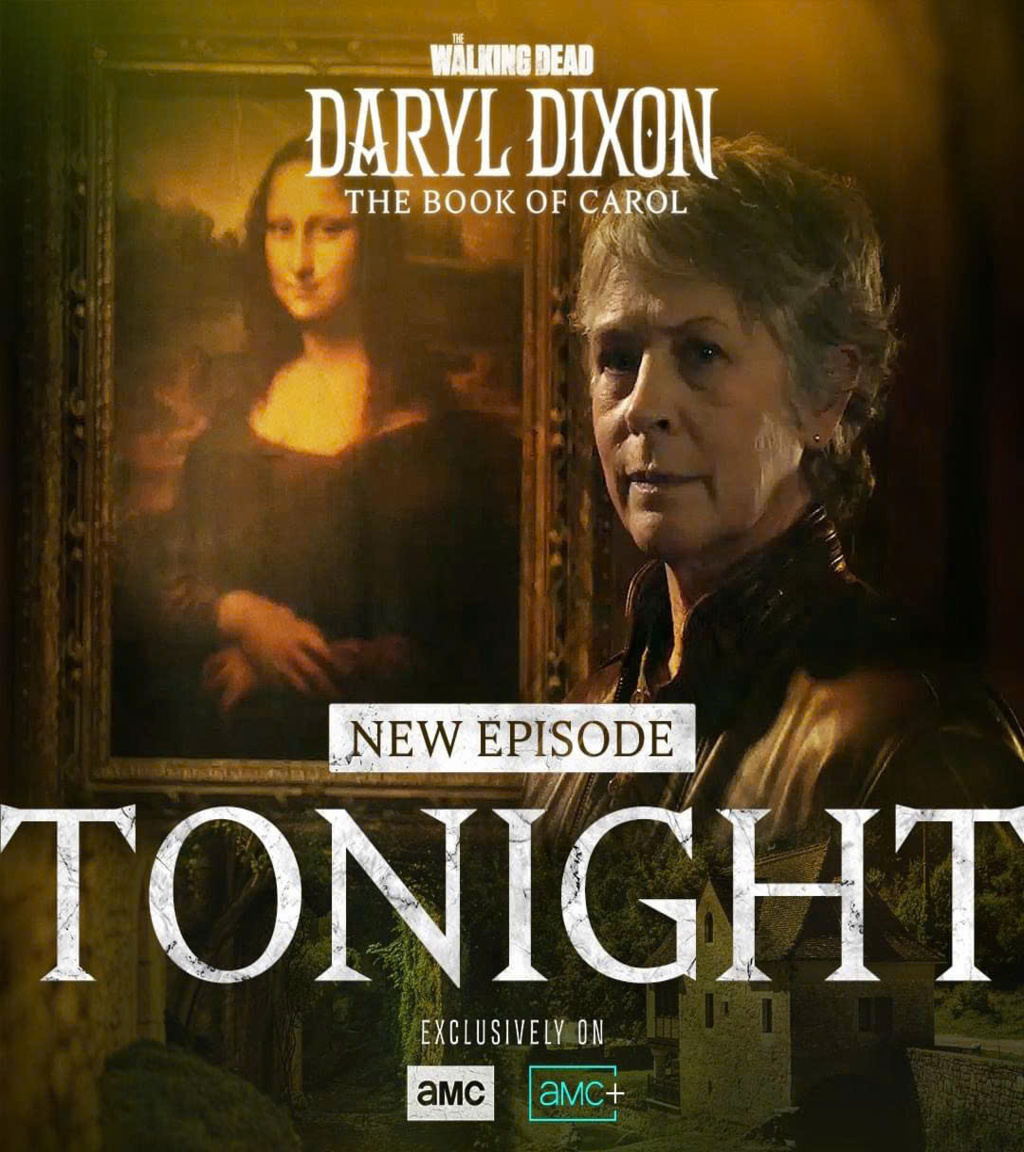 THE
WALKING DEAD
DARYL DIXON
THE BOOK OF CAROL
NEW EPISODE
TONIGHT
EXCLUSIVELY ON
aMC
aMC+